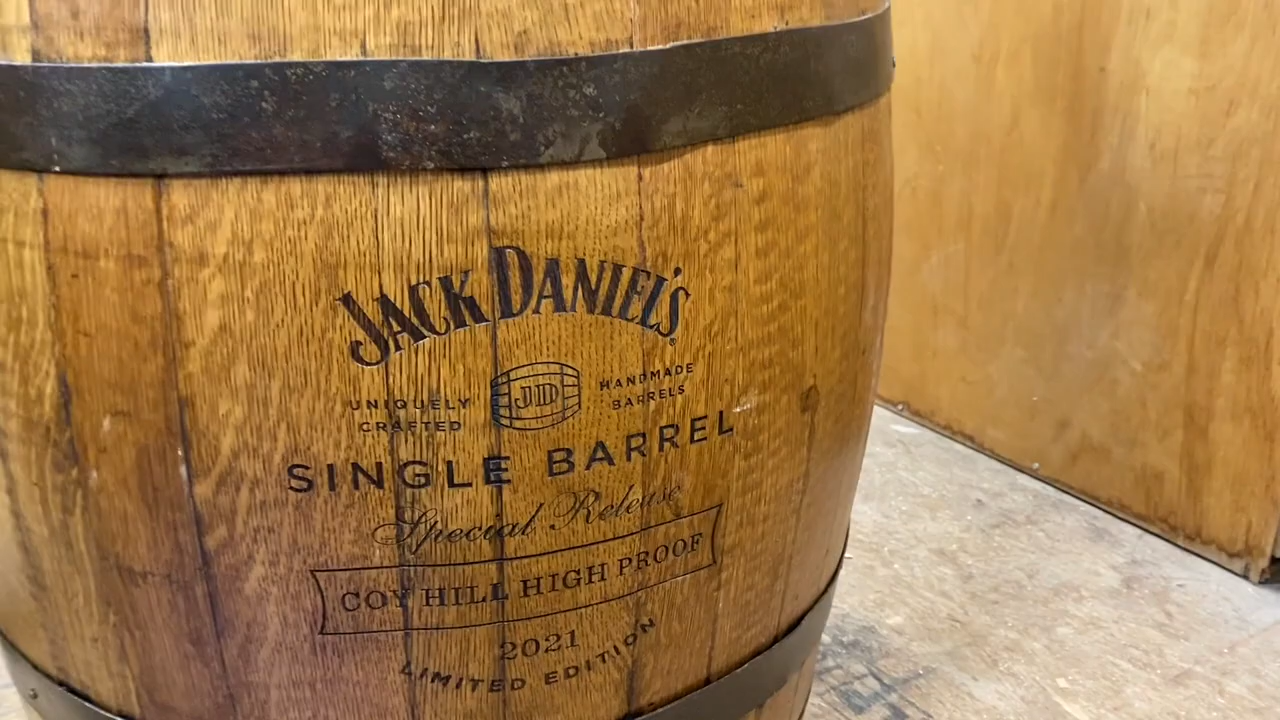 JACK DANIEL'S®
UNIQUELY
CRAFTED
JD
HANDMADE
BARRELS
SINGLE BARREL
Special Release
COY HILL HIGH PROOF
2021
LIMITED EDITION